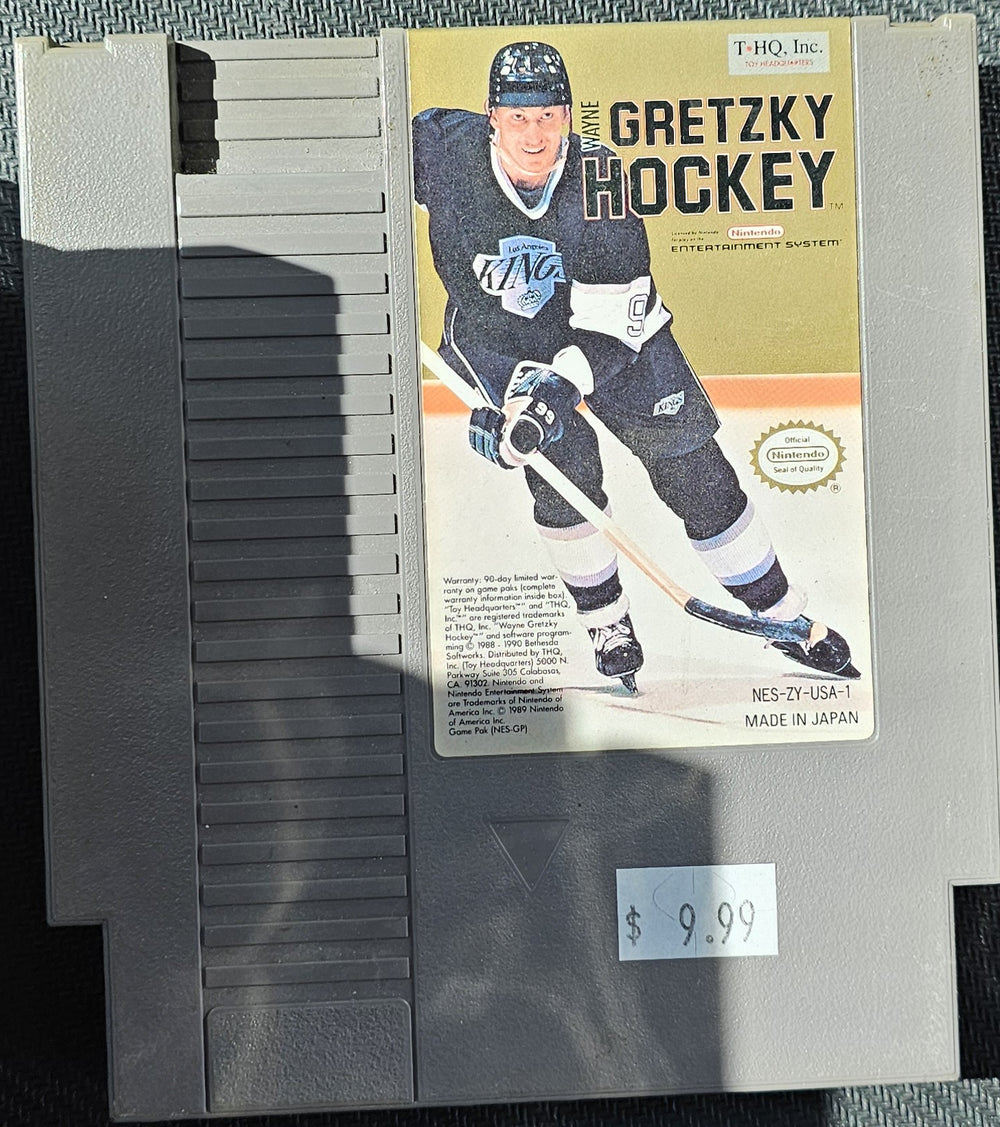 T•HQ, Inc.
TOY HEADQUARTERS
WAYNE
GRETZKY
HOCKEY™
Licensed by Nintendo
for play on the
Nintendo
ENTERTAINMENT SYSTEM
Los Angeles
KINGS
9
99
KINGS
Official
Nintendo
Seal of Quality
®
Warranty: 90-day limited war-
ranty on game paks (complete
warranty information inside box).
"Toy Headquarters™" and "THQ,
Inc.™" are registered trademarks
of THQ, Inc. "Wayne Gretzky
Hockey™" and software program-
ming © 1988 - 1990 Bethesda
Softworks. Distributed by THQ,
Inc. (Toy Headquarters) 5000 N.
Parkway Suite 305 Calabasas,
CA. 91302. Nintendo and
Nintendo Entertainment System
are Trademarks of Nintendo of
America Inc. © 1989 Nintendo
of America Inc.
Game Pak (NES-GP)
NES-ZY-USA-1
MADE IN JAPAN
$ 9.99